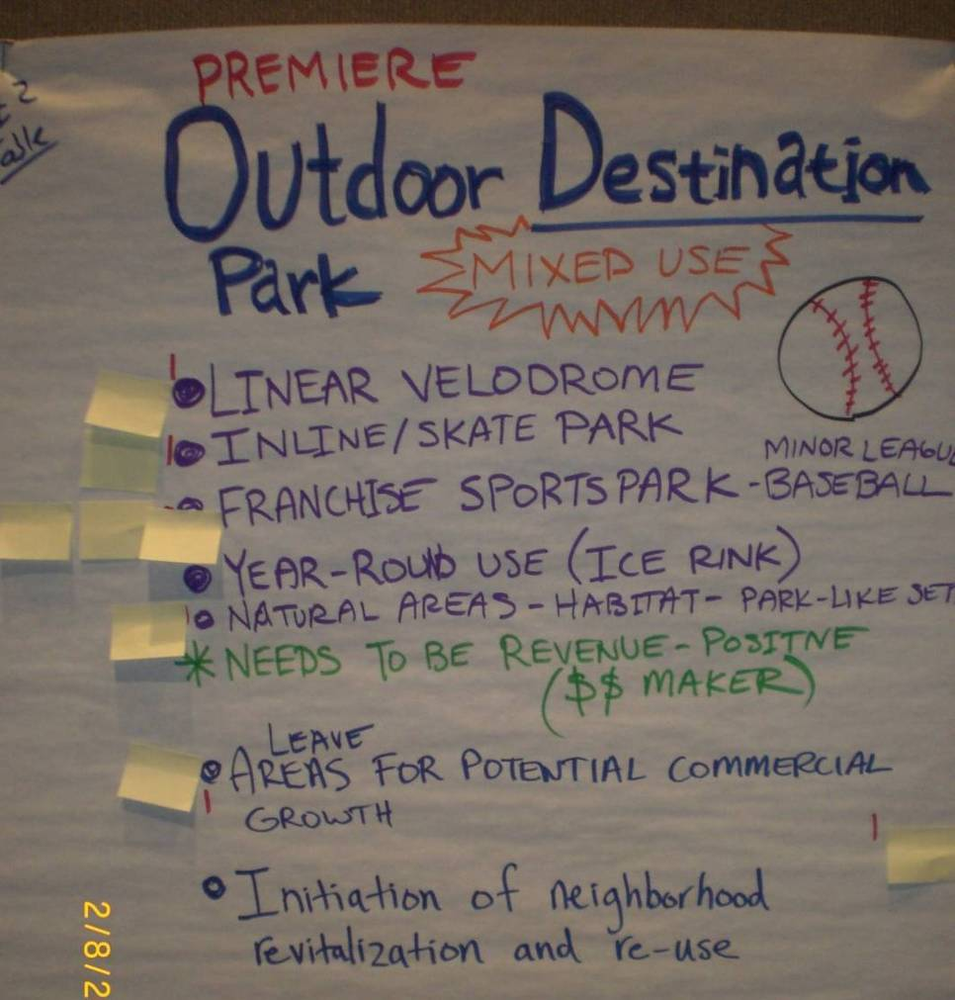 PREMIERE
Outdoor Destination
Park MIXED USE
LINEAR VELODROME
INLINE/SKATE PARK
MINOR LEAGUE
FRANCHISE SPORTS PARK - BASEBALL
YEAR-ROUND USE (ICE RINK)
NATURAL AREAS - HABITAT - PARK-LIKE SET
* NEEDS TO BE REVENUE-POSITIVE
($$ MAKER)
LEAVE
AREAS FOR POTENTIAL COMMERCIAL
GROWTH
Initiation of neighborhood
revitalization and re-use
2/8/2